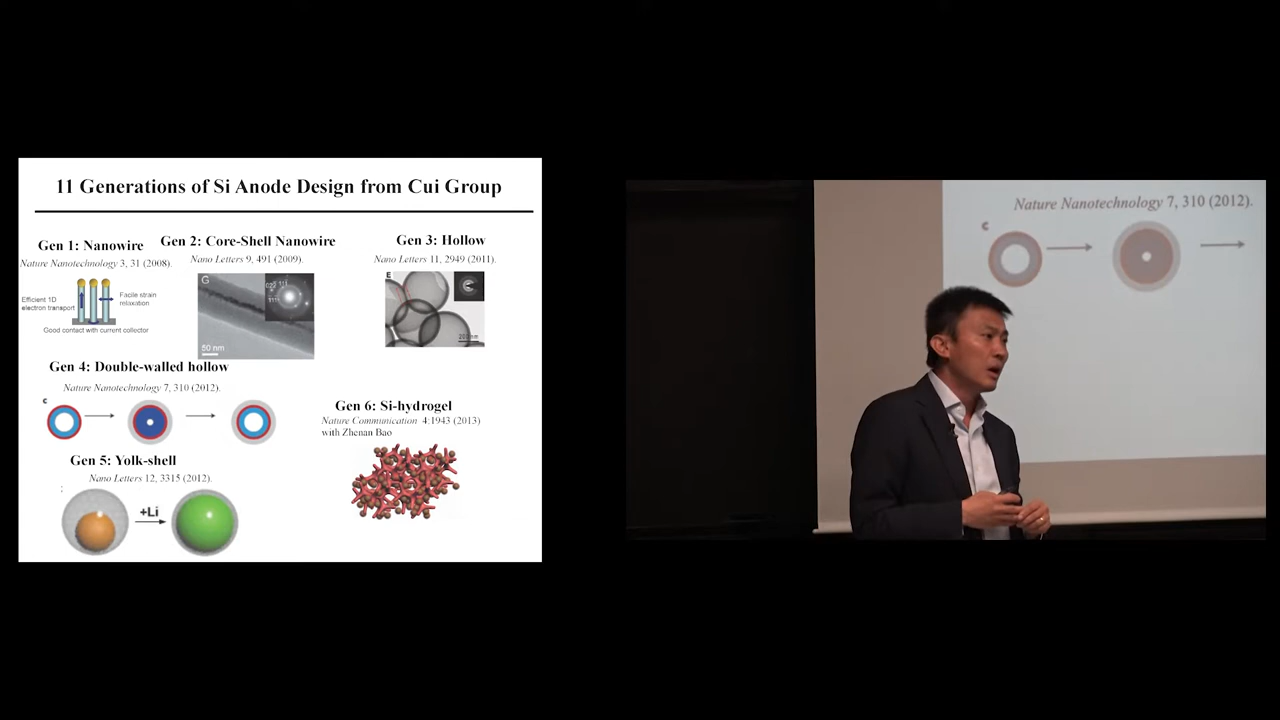 11 Generations of Si Anode Design from Cui Group
Gen 1: Nanowire
Nature Nanotechnology 3, 31 (2008).
Efficient 1D
electron transport
Facile strain
relaxation
Good contact with current collector
Gen 2: Core-Shell Nanowire
Nano Letters 9, 491 (2009).
G
50 nm
Gen 3: Hollow
Nano Letters 11, 2949 (2011).
E
Gen 4: Double-walled hollow
Nature Nanotechnology 7, 310 (2012).
c
Gen 5: Yolk-shell
Nano Letters 12, 3315 (2012).
+Li
Gen 6: Si-hydrogel
Nature Communication 4:1943 (2013)
with Zhenan Bao
Nature Nanotechnology 7, 310 (2012).
c